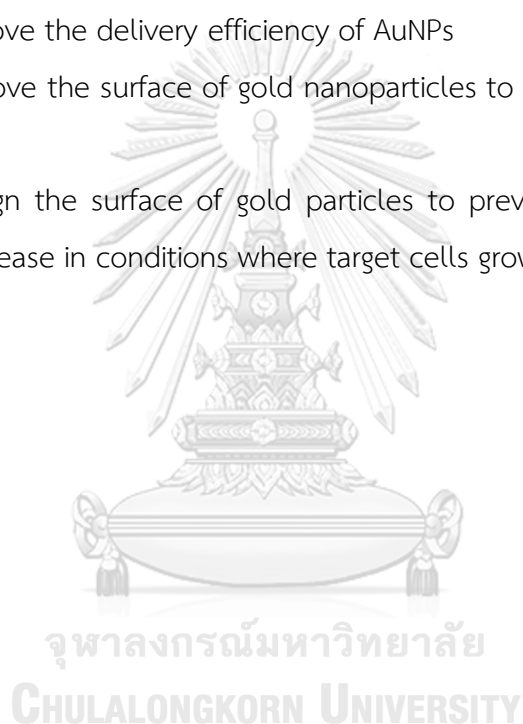 ove the delivery efficiency of AuNPs
ove the surface of gold nanoparticles to
gn the surface of gold particles to prev
ease in conditions where target cells grow
จุฬาลงกรณ์มหาวิทยาลัย
CHULALONGKORN UNIVERSITY